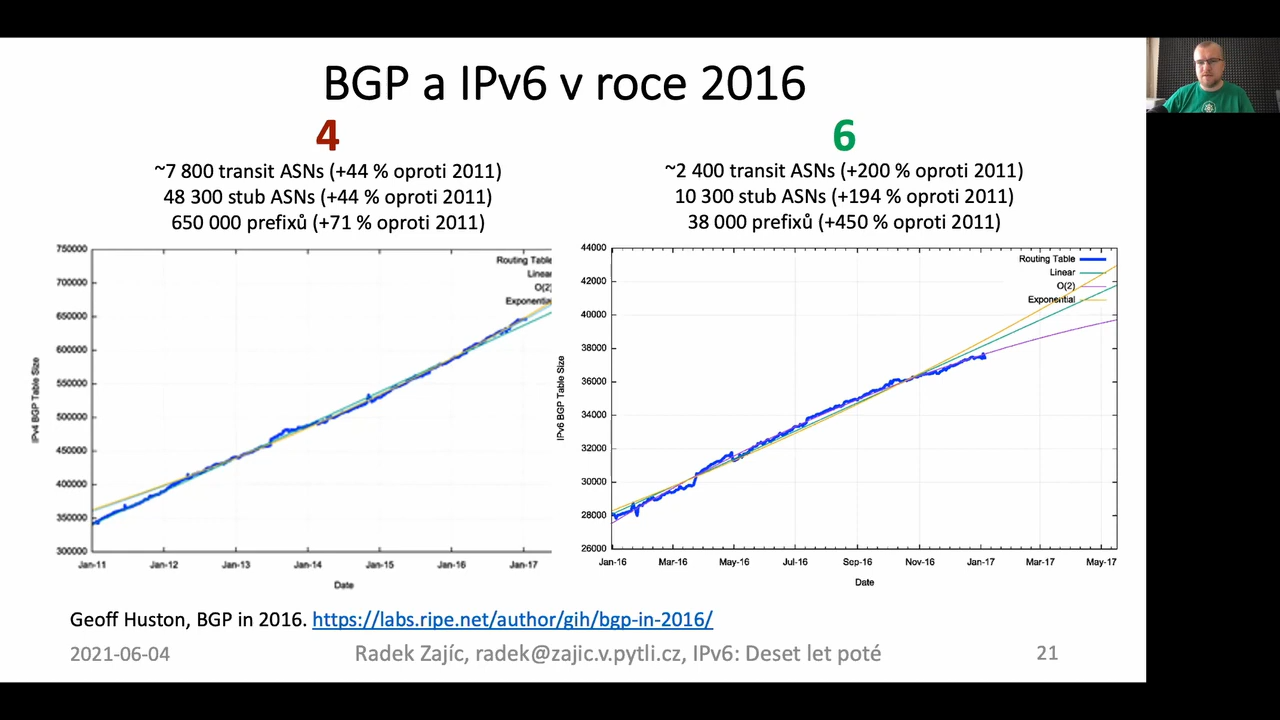 BGP a IPv6 v roce 2016
4
~7 800 transit ASNs (+44 % oproti 2011)
48 300 stub ASNs (+44 % oproti 2011)
650 000 prefixů (+71 % oproti 2011)
6
~2 400 transit ASNs (+200 % oproti 2011)
10 300 stub ASNs (+194 % oproti 2011)
38 000 prefixů (+450 % oproti 2011)
750000
700000
650000
600000
550000
500000
450000
400000
350000
300000
IPv4 BGP Table Size
Routing Table
Linear
O(2)
Exponential
Jan-11 Jan-12 Jan-13 Jan-14 Jan-15 Jan-16 Jan-17
Date
44000
42000
40000
38000
36000
34000
32000
30000
28000
26000
IPv6 BGP Table Size
Routing Table
Linear
O(2)
Exponential
Jan-16 Mar-16 May-16 Jul-16 Sep-16 Nov-16 Jan-17 Mar-17 May-17
Date
Geoff Huston, BGP in 2016. https://labs.ripe.net/author/gih/bgp-in-2016/
2021-06-04
Radek Zajíc, radek@zajic.v.pytli.cz, IPv6: Deset let poté
21